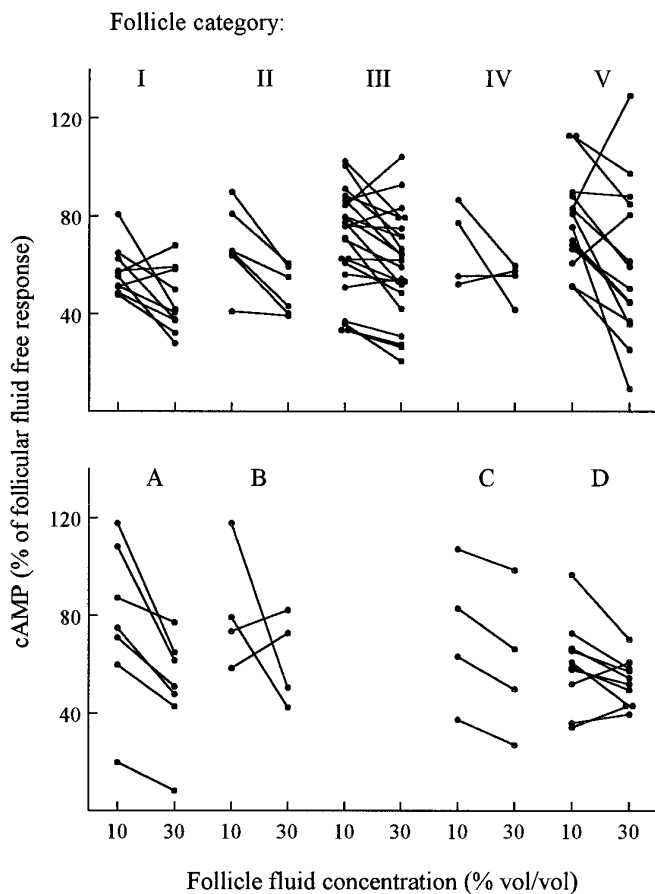 Follicle category:
I II III IV V
120
80
40
A B C D
120
80
40
10 30 10 30 10 30 10 30 10 30
cAMP (% of follicular fluid free response)
Follicle fluid concentration (% vol/vol)